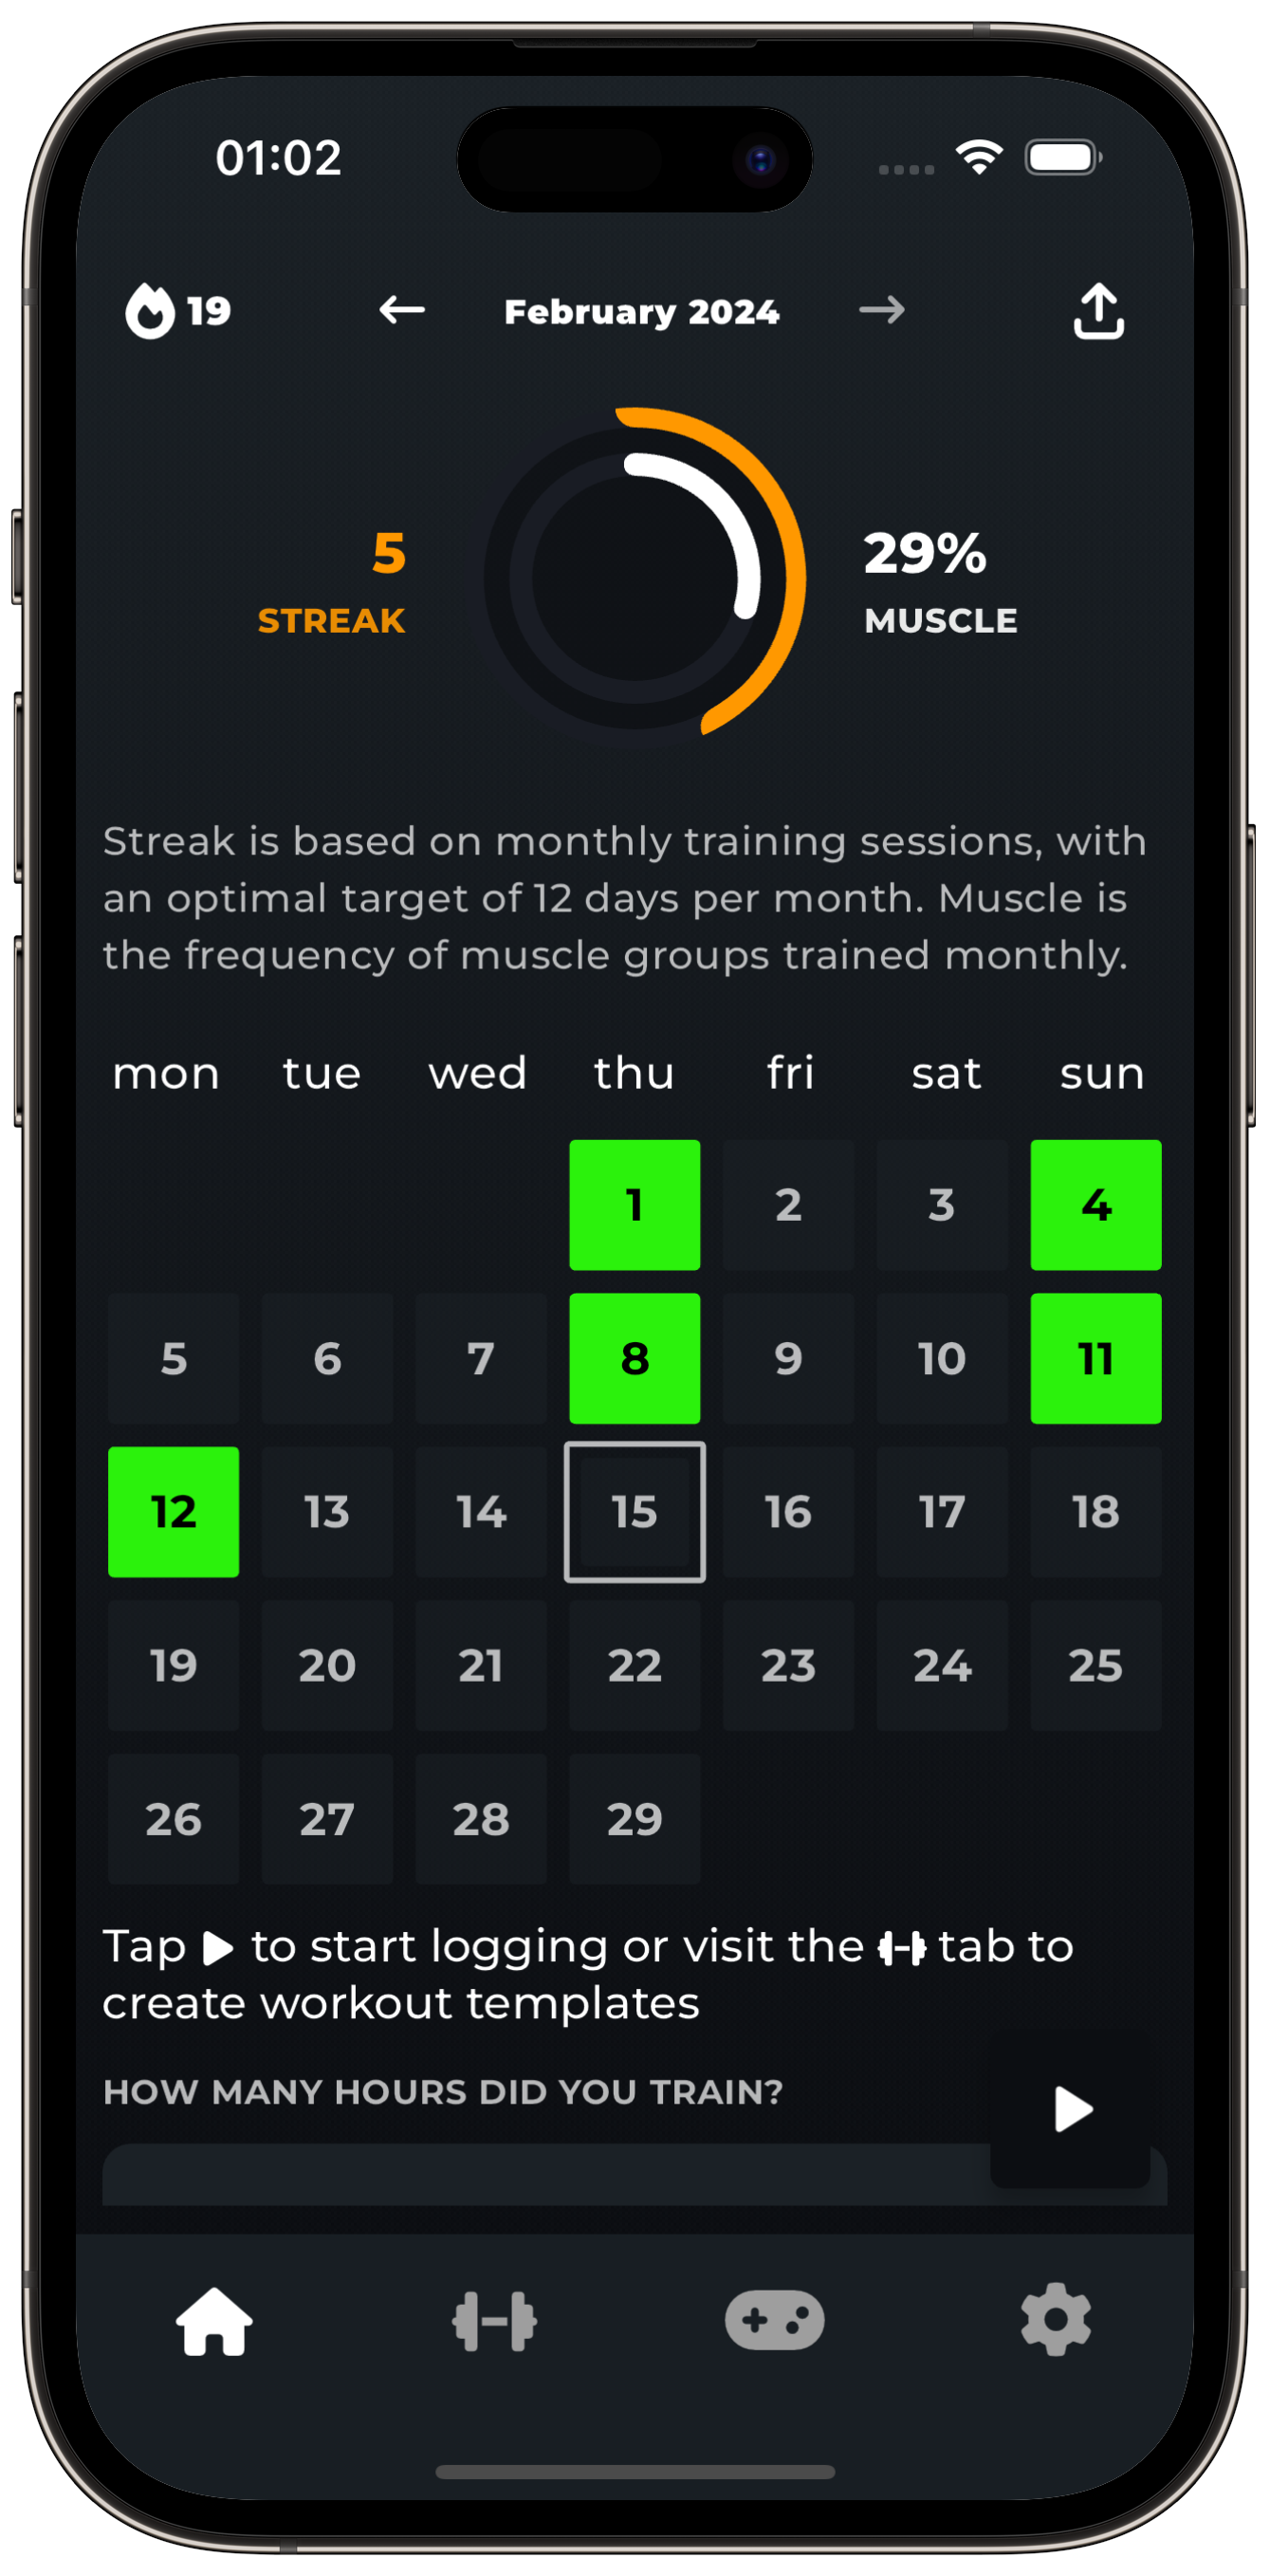 01:02
19 February 2024
5 29%
STREAK MUSCLE
Streak is based on monthly training sessions, with
an optimal target of 12 days per month. Muscle is
the frequency of muscle groups trained monthly.
mon tue wed thu fri sat sun
1 2 3 4
5 6 7 8 9 10 11
12 13 14 15 16 17 18
19 20 21 22 23 24 25
26 27 28 29
Tap to start logging or visit the tab to
create workout templates
HOW MANY HOURS DID YOU TRAIN?